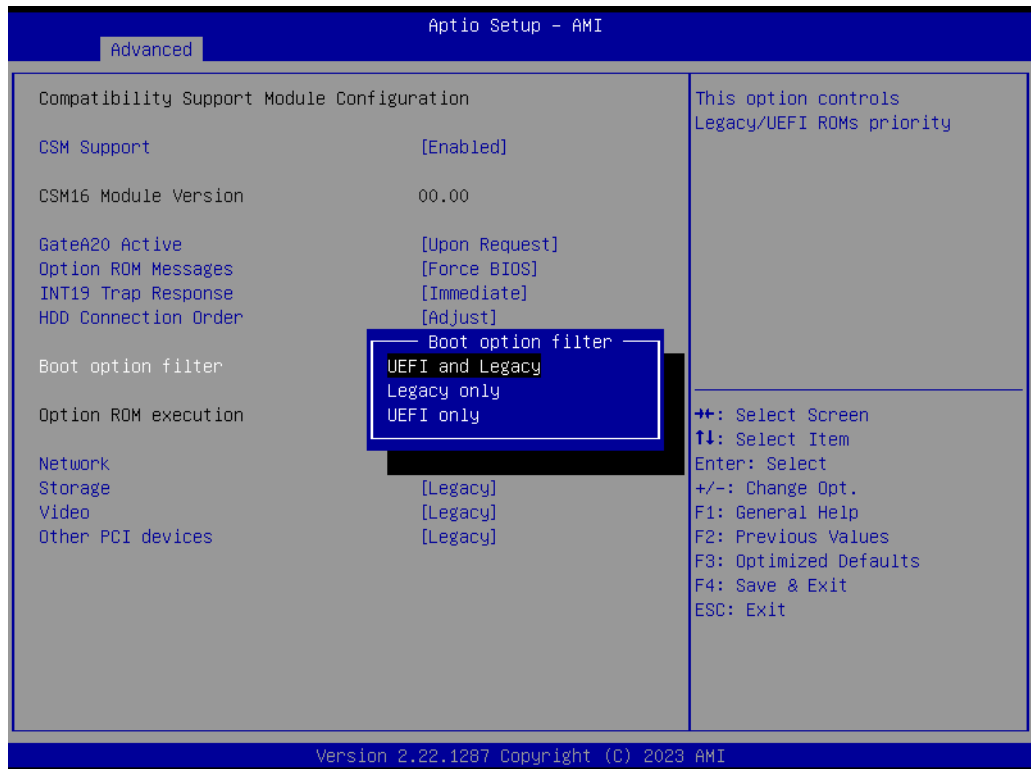 Aptio Setup – AMI
Advanced
Compatibility Support Module Configuration
CSM Support [Enabled]
CSM16 Module Version 00.00
GateA20 Active [Upon Request]
Option ROM Messages [Force BIOS]
INT19 Trap Response [Immediate]
HDD Connection Order [Adjust]
Boot option filter
Boot option filter
UEFI and Legacy
Legacy only
UEFI only
Option ROM execution
Network
Storage [Legacy]
Video [Legacy]
Other PCI devices [Legacy]
This option controls
Legacy/UEFI ROMs priority
→←: Select Screen
↑↓: Select Item
Enter: Select
+/-: Change Opt.
F1: General Help
F2: Previous Values
F3: Optimized Defaults
F4: Save & Exit
ESC: Exit
Version 2.22.1287 Copyright (C) 2023 AMI